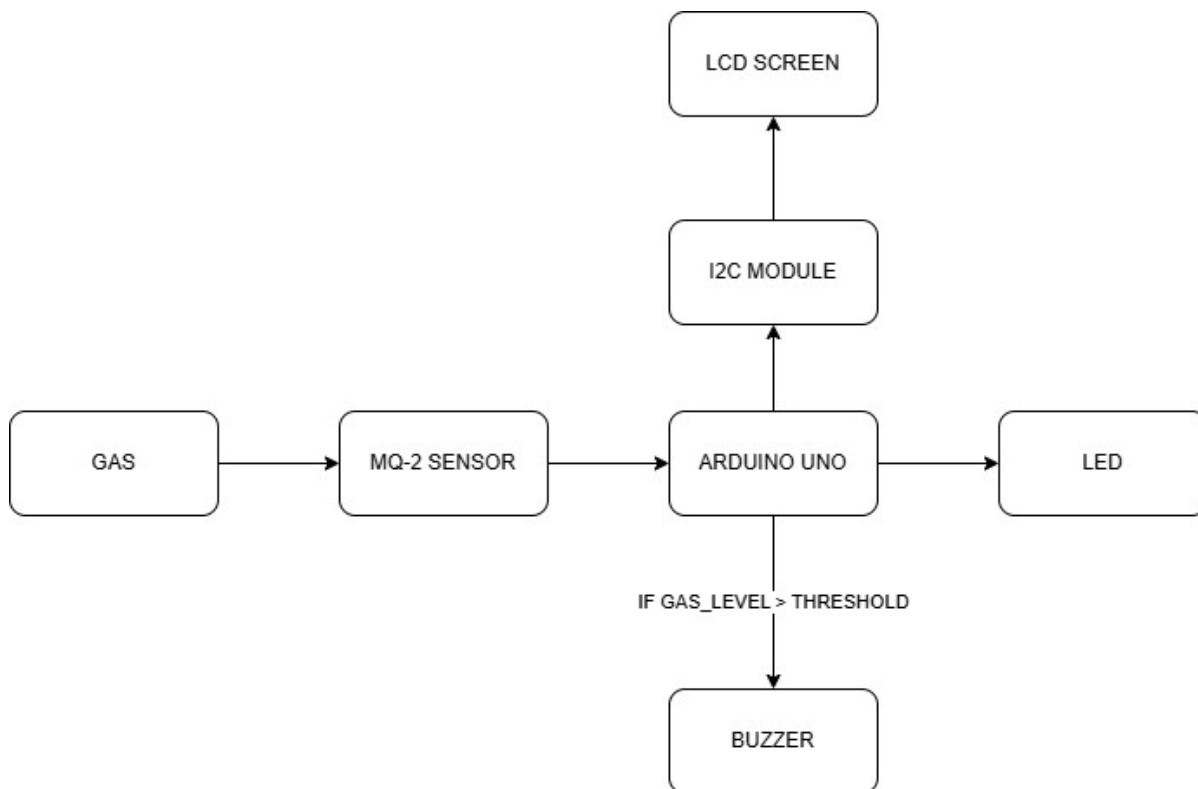 LCD SCREEN
I2C MODULE
GAS
MQ-2 SENSOR
ARDUINO UNO
LED
IF GAS_LEVEL > THRESHOLD
BUZZER